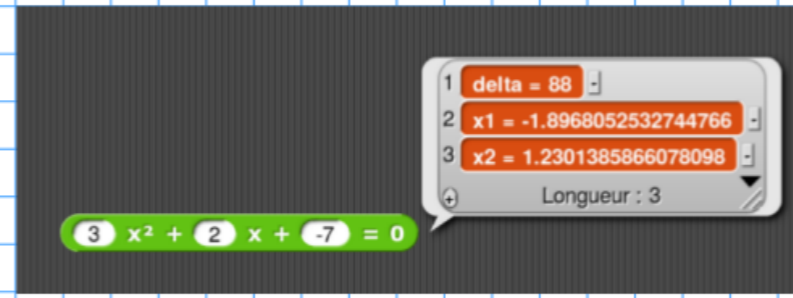 1 delta = 88 -
2 x1 = -1.8968052532744766 -
3 x2 = 1.2301385866078098 -
+ Longueur : 3
3 x² + 2 x + -7 = 0